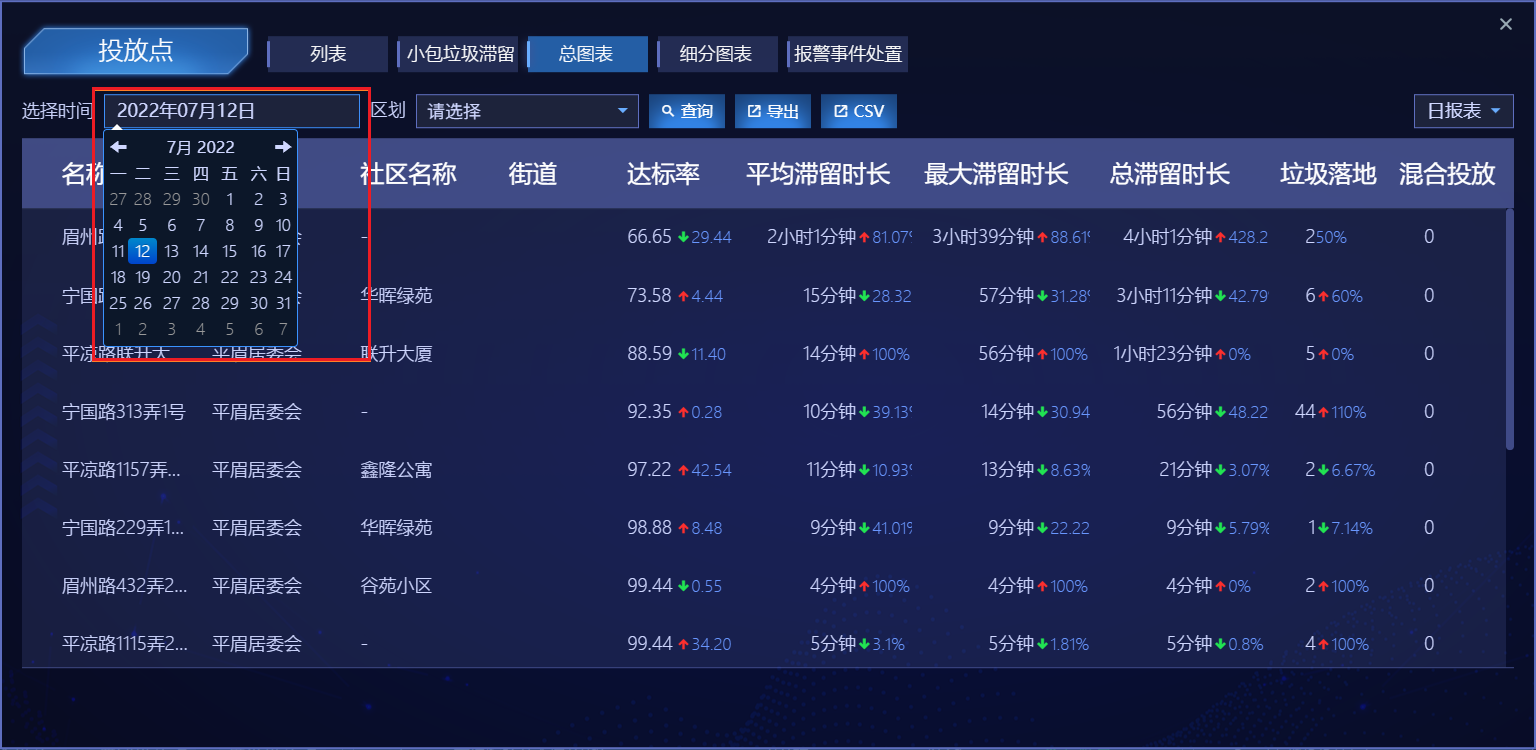 投放点 列表 小包垃圾滞留 总图表 细分图表 报警事件处置
选择时间 2022年07月12日 区划 请选择 查询 导出 CSV 日报表
7月 2022
一 二 三 四 五 六 日
27 28 29 30 1 2 3
4 5 6 7 8 9 10
11 12 13 14 15 16 17
18 19 20 21 22 23 24
25 26 27 28 29 30 31
1 2 3 4 5 6 7
名称 社区名称 街道 达标率 平均滞留时长 最大滞留时长 总滞留时长 垃圾落地 混合投放
眉州路 会 - 66.65 29.44 2小时1分钟 81.07% 3小时39分钟 88.61% 4小时1分钟 428.2 2 50% 0
宁国路 会 华晖绿苑 73.58 4.44 15分钟 28.32 57分钟 31.28% 3小时11分钟 42.79 6 60% 0
平凉路联升大 平眉居委会 联升大厦 88.59 11.40 14分钟 100% 56分钟 100% 1小时23分钟 0% 5 0% 0
宁国路313弄1号 平眉居委会 - 92.35 0.28 10分钟 39.13% 14分钟 30.94 56分钟 48.22 44 110% 0
平凉路1157弄... 平眉居委会 鑫隆公寓 97.22 42.54 11分钟 10.93% 13分钟 8.63% 21分钟 3.07% 2 6.67% 0
宁国路229弄1... 平眉居委会 华晖绿苑 98.88 8.48 9分钟 41.01% 9分钟 22.22 9分钟 5.79% 1 7.14% 0
眉州路432弄2... 平眉居委会 谷苑小区 99.44 0.55 4分钟 100% 4分钟 100% 4分钟 0% 2 100% 0
平凉路1115弄2... 平眉居委会 - 99.44 34.20 5分钟 3.1% 5分钟 1.81% 5分钟 0.8% 4 100% 0